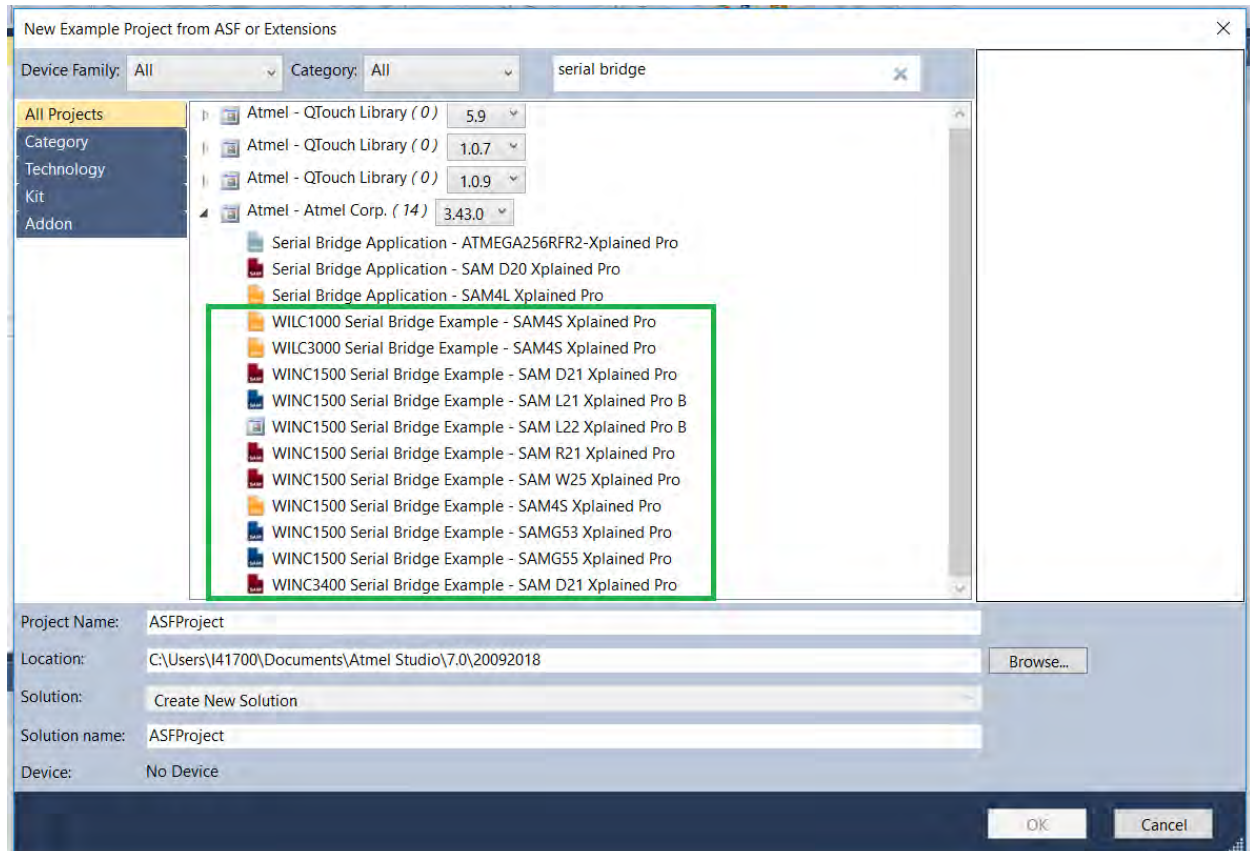 New Example Project from ASF or Extensions
Device Family: All Category: All serial bridge
All Projects
Category
Technology
Kit
Addon
Atmel - QTouch Library ( 0 ) 5.9
Atmel - QTouch Library ( 0 ) 1.0.7
Atmel - QTouch Library ( 0 ) 1.0.9
Atmel - Atmel Corp. ( 14 ) 3.43.0
Serial Bridge Application - ATMEGA256RFR2-Xplained Pro
Serial Bridge Application - SAM D20 Xplained Pro
Serial Bridge Application - SAM4L Xplained Pro
WILC1000 Serial Bridge Example - SAM4S Xplained Pro
WILC3000 Serial Bridge Example - SAM4S Xplained Pro
WINC1500 Serial Bridge Example - SAM D21 Xplained Pro
WINC1500 Serial Bridge Example - SAM L21 Xplained Pro B
WINC1500 Serial Bridge Example - SAM L22 Xplained Pro B
WINC1500 Serial Bridge Example - SAM R21 Xplained Pro
WINC1500 Serial Bridge Example - SAM W25 Xplained Pro
WINC1500 Serial Bridge Example - SAM4S Xplained Pro
WINC1500 Serial Bridge Example - SAMG53 Xplained Pro
WINC1500 Serial Bridge Example - SAMG55 Xplained Pro
WINC3400 Serial Bridge Example - SAM D21 Xplained Pro
Project Name: ASFProject
Location: C:\Users\I41700\Documents\Atmel Studio\7.0\20092018 Browse...
Solution: Create New Solution
Solution name: ASFProject
Device: No Device
OK Cancel